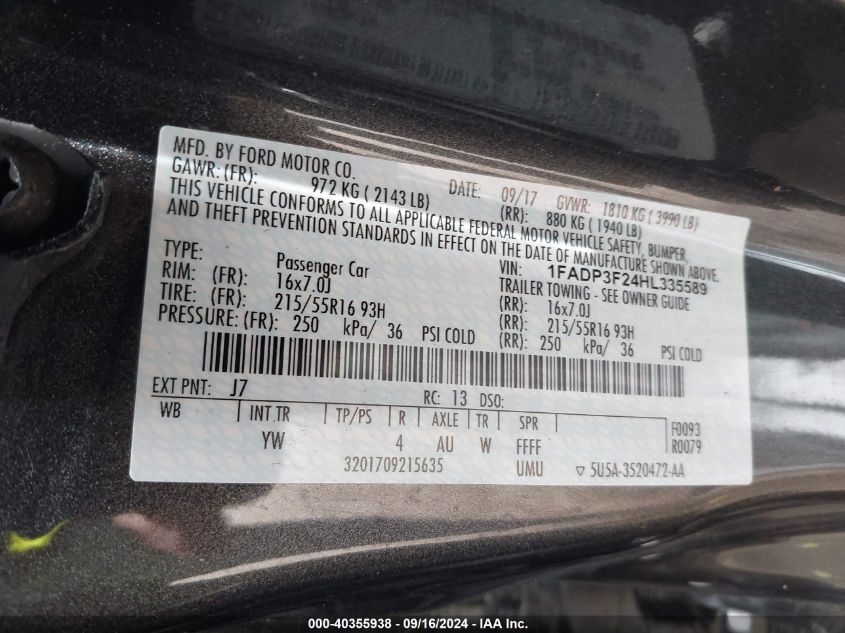 MFD. BY FORD MOTOR CO.
DATE: 09/17 GVWR: 1810 KG ( 3990 LB)
GAWR: (FR): 972 KG ( 2143 LB) (RR): 880 KG ( 1940 LB)
THIS VEHICLE CONFORMS TO ALL APPLICABLE FEDERAL MOTOR VEHICLE SAFETY, BUMPER,
AND THEFT PREVENTION STANDARDS IN EFFECT ON THE DATE OF MANUFACTURE SHOWN ABOVE.
VIN: 1FADP3F24HL335589
TYPE: Passenger Car TRAILER TOWING - SEE OWNER GUIDE
RIM: (FR): 16x7.0J (RR): 16x7.0J
TIRE: (FR): 215/55R16 93H (RR): 215/55R16 93H
PRESSURE: (FR): 250 kPa/ 36 PSI COLD (RR): 250 kPa/ 36 PSI COLD
EXT PNT: J7 RC: 13 DSO:
WB INT TR TP/PS R AXLE TR SPR F0093
YW 4 AU W FFFF R0079
3201709215635 UMU ▽ 5U5A-3520472-AA
000-40355938 - 09/16/2024 - IAAI.com